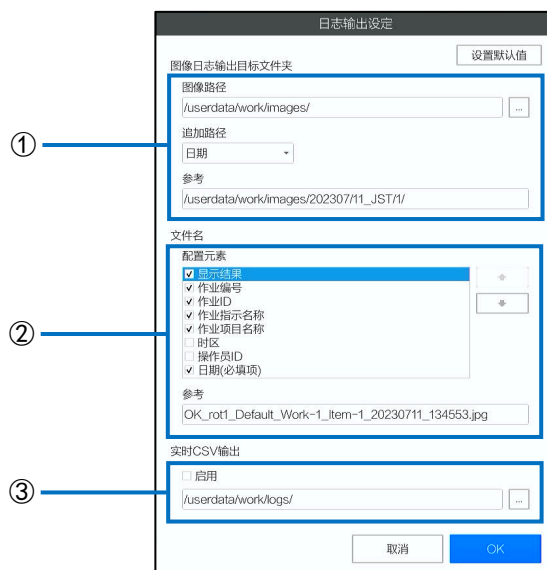 日志输出设定
设置默认值
图像日志输出目标文件夹
①
图像路径
/userdata/work/images/
...
追加路径
日期
参考
/userdata/work/images/202307/11_JST/1/
文件名
②
配置元素
显示结果
作业编号
作业ID
作业指示名称
作业项目名称
时区
操作员ID
日期(必填项)
参考
OK_rot1_Default_Work-1_Item-1_20230711_134553.jpg
实时CSV输出
③
启用
/userdata/work/logs/
...
取消
OK